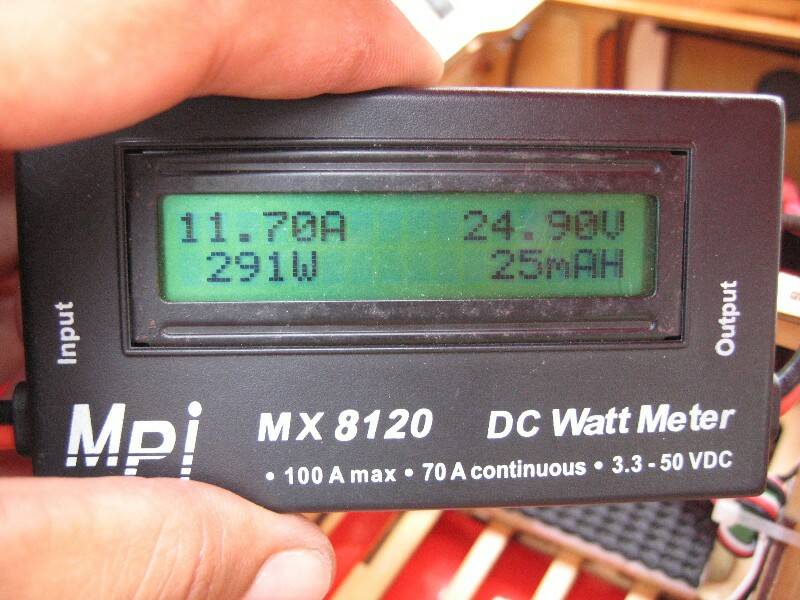 11.70A 24.90V
291W 25mAH
Input
Output
MPi
MX 8120 DC Watt Meter
• 100 A max • 70 A continuous • 3.3 - 50 VDC